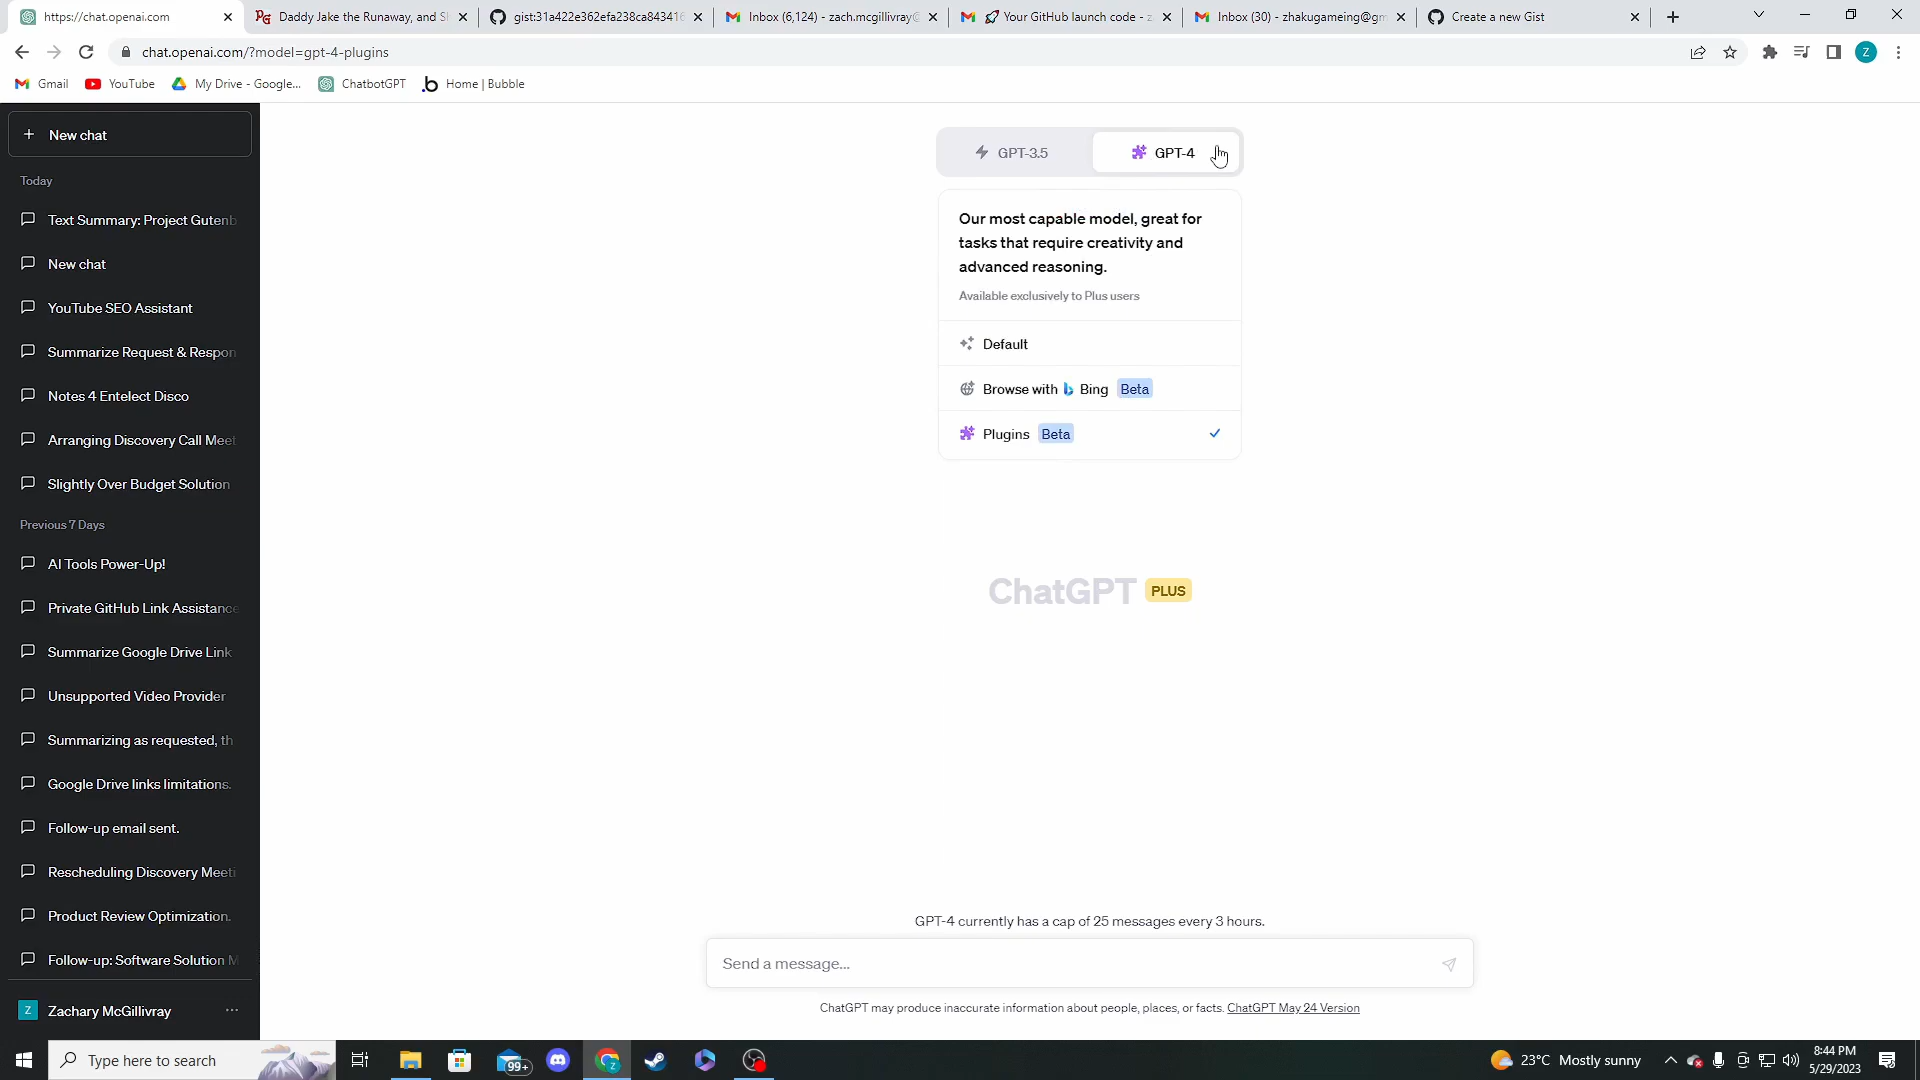 https://chat.openai.com
Daddy Jake the Runaway, and S
gist:31a422e362efa238ca843416
Inbox (6,124) - zach.mcgillivray@
Your GitHub launch code - z
Inbox (30) - zhakugameing@gm
Create a new Gist
chat.openai.com/?model=gpt-4-plugins
Z
Gmail
YouTube
My Drive - Google...
ChatbotGPT
Home | Bubble
+ New chat
Today
Text Summary: Project Gutenb
New chat
YouTube SEO Assistant
Summarize Request & Respon
Notes 4 Entelect Disco
Arranging Discovery Call Meet
Slightly Over Budget Solution
Previous 7 Days
AI Tools Power-Up!
Private GitHub Link Assistance
Summarize Google Drive Link
Unsupported Video Provider
Summarizing as requested, th
Google Drive links limitations.
Follow-up email sent.
Rescheduling Discovery Meeti
Product Review Optimization.
Follow-up: Software Solution M
Z Zachary McGillivray ...
GPT-3.5
GPT-4
Our most capable model, great for
tasks that require creativity and
advanced reasoning.
Available exclusively to Plus users
Default
Browse with Bing Beta
Plugins Beta
ChatGPT PLUS
GPT-4 currently has a cap of 25 messages every 3 hours.
Send a message...
ChatGPT may produce inaccurate information about people, places, or facts. ChatGPT May 24 Version
Type here to search
99+
23°C Mostly sunny
8:44 PM
5/29/2023